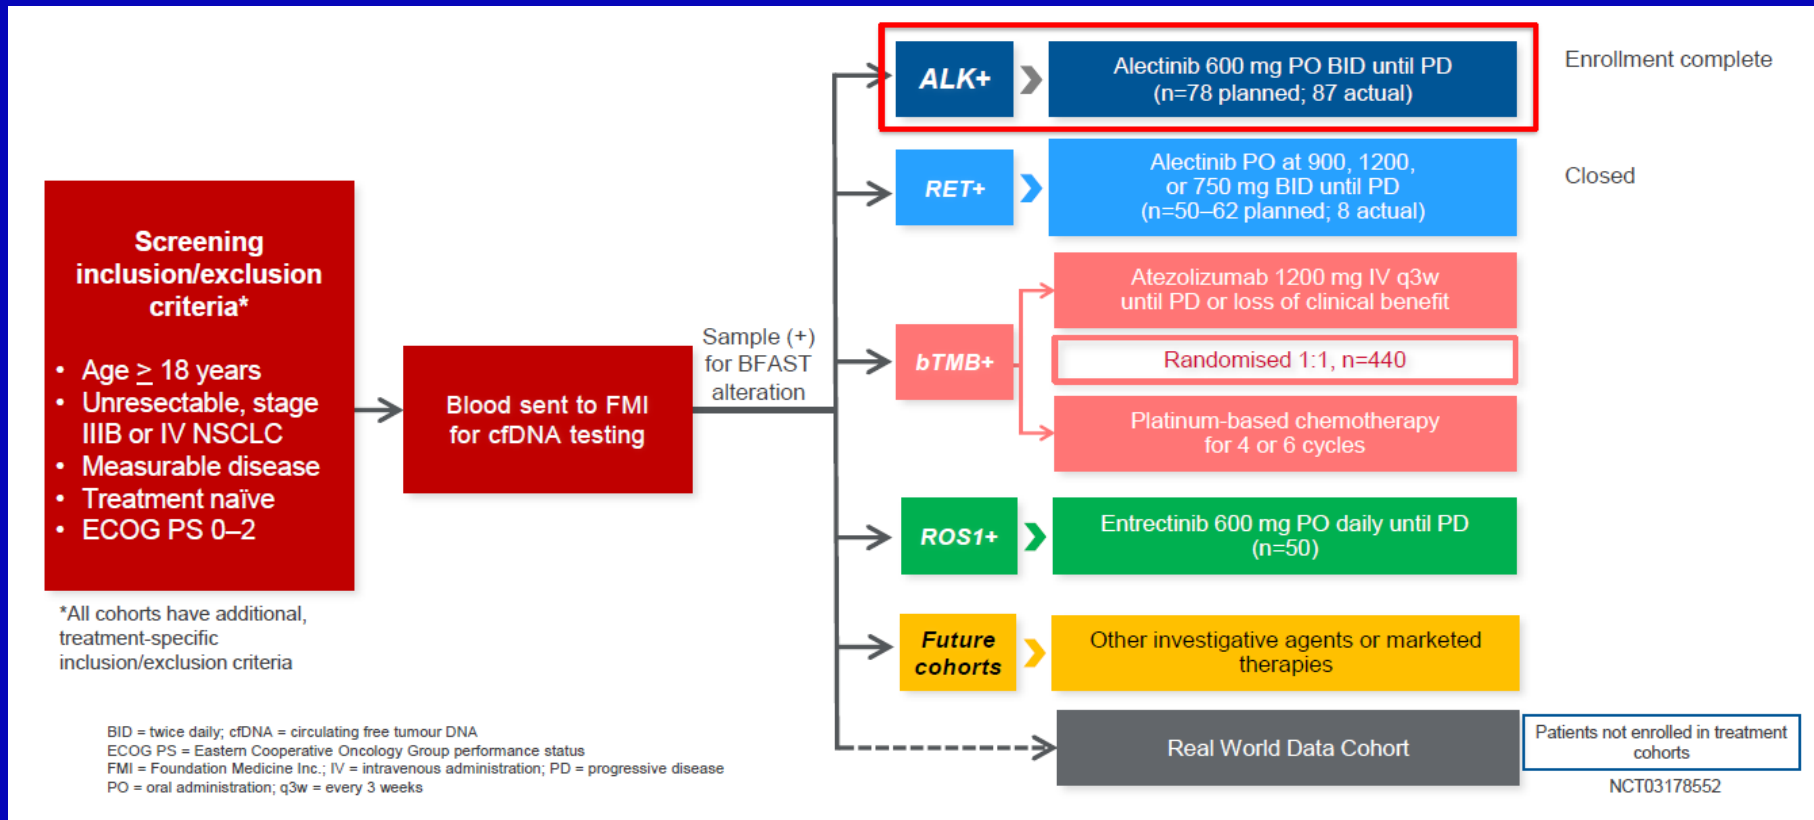 Screening
inclusion/exclusion
criteria*
• Age ≥ 18 years
• Unresectable, stage
IIIB or IV NSCLC
• Measurable disease
• Treatment naïve
• ECOG PS 0–2
*All cohorts have additional,
treatment-specific
inclusion/exclusion criteria
Blood sent to FMI
for cfDNA testing
Sample (+)
for BFAST
alteration
ALK+
Alectinib 600 mg PO BID until PD
(n=78 planned; 87 actual)
Enrollment complete
RET+
Alectinib PO at 900, 1200,
or 750 mg BID until PD
(n=50–62 planned; 8 actual)
Closed
bTMB+
Atezolizumab 1200 mg IV q3w
until PD or loss of clinical benefit
Randomised 1:1, n=440
Platinum-based chemotherapy
for 4 or 6 cycles
ROS1+
Entrectinib 600 mg PO daily until PD
(n=50)
Future
cohorts
Other investigative agents or marketed
therapies
Real World Data Cohort
Patients not enrolled in treatment
cohorts
NCT03178552
BID = twice daily; cfDNA = circulating free tumour DNA
ECOG PS = Eastern Cooperative Oncology Group performance status
FMI = Foundation Medicine Inc.; IV = intravenous administration; PD = progressive disease
PO = oral administration; q3w = every 3 weeks